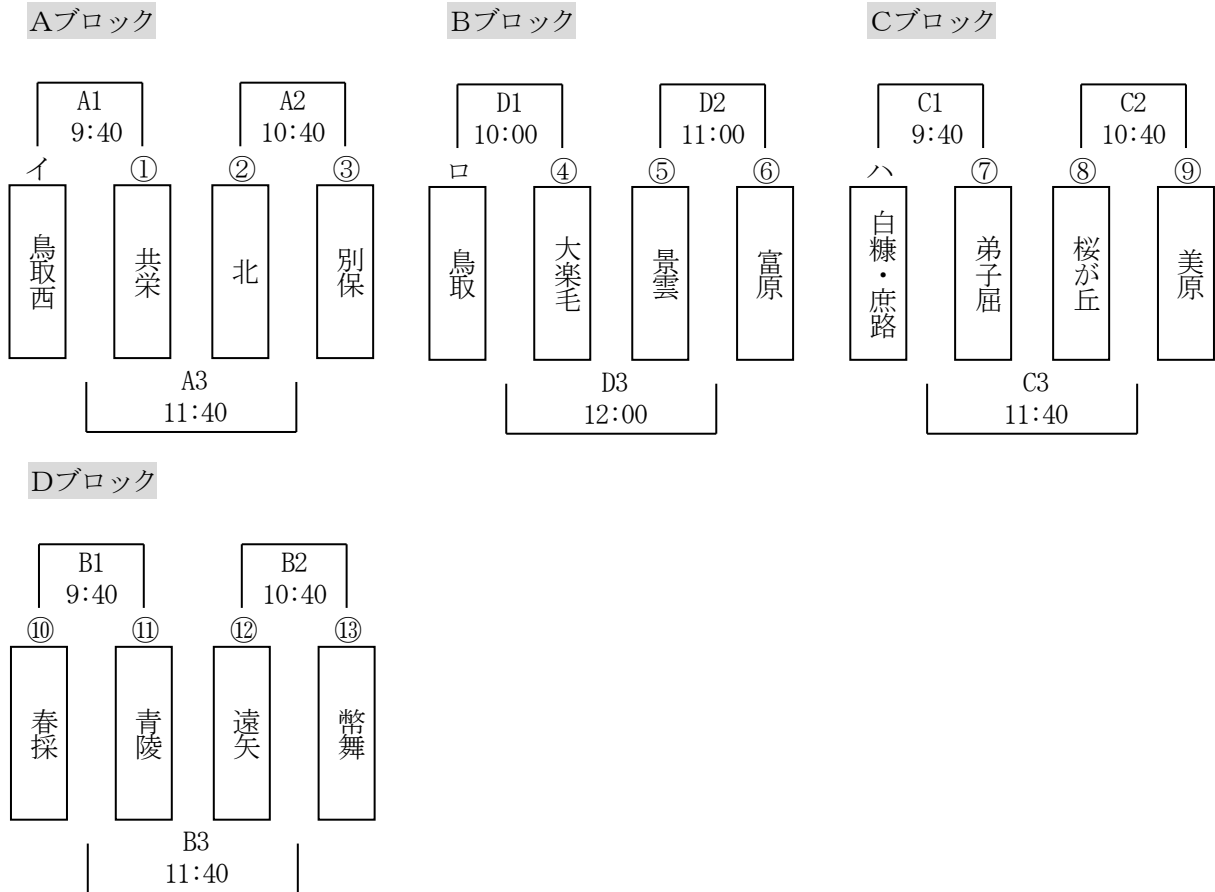 Aブロック
Bブロック
Cブロック
A1
9:40
A2
10:40
D1
10:00
D2
11:00
C1
9:40
C2
10:40
イ
①
②
③
ロ
④
⑤
⑥
ハ
⑦
⑧
⑨
鳥取西
共栄
北
別保
鳥取
大楽毛
景雲
富原
白糠・庶路
弟子屈
桜が丘
美原
A3
11:40
D3
12:00
C3
11:40
Dブロック
B1
9:40
B2
10:40
⑩
⑪
⑫
⑬
春採
青陵
遠矢
幣舞
B3
11:40